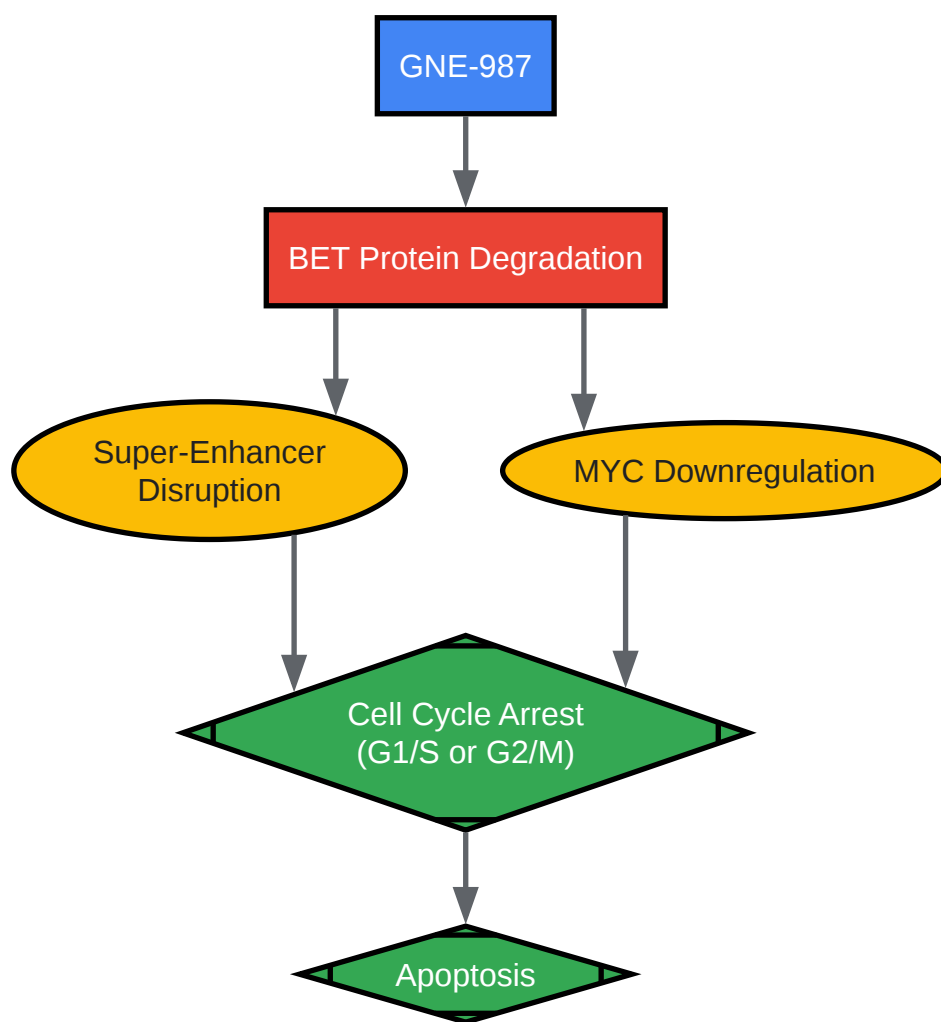 GNE-987
BET Protein Degradation
Super-Enhancer
Disruption
MYC Downregulation
Cell Cycle Arrest
(G1/S or G2/M)
Apoptosis